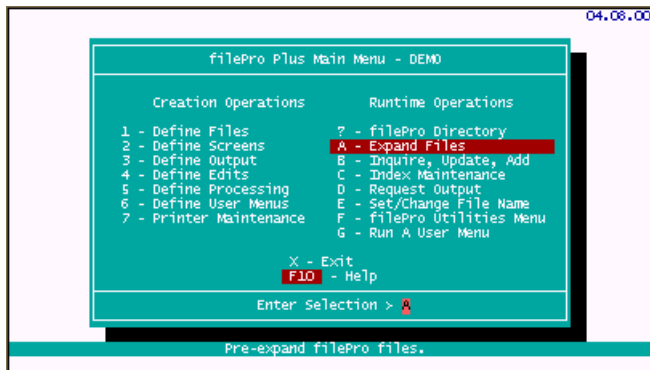 04.08.00
filePro Plus Main Menu - DEMO
Creation Operations Runtime Operations
1 - Define Files ? - filePro Directory
2 - Define Screens A - Expand Files
3 - Define Output B - Inquire, Update, Add
4 - Define Edits C - Index Maintenance
5 - Define Processing D - Request Output
6 - Define User Menus E - Set/Change File Name
7 - Printer Maintenance F - filePro Utilities Menu
G - Run A User Menu
X - Exit
F10 - Help
Enter Selection > A
Pre-expand filePro files.